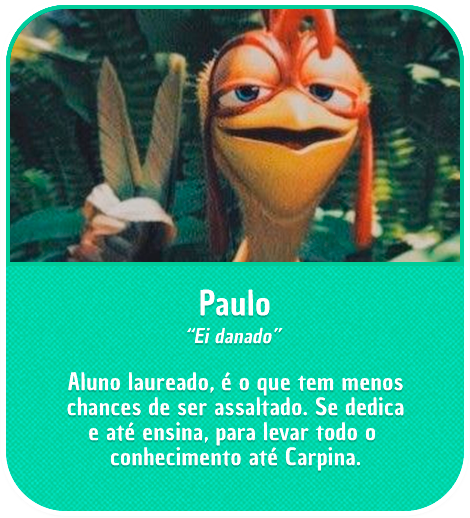 Paulo
“Ei danado”
Aluno laureado, é o que tem menos
chances de ser assaltado. Se dedica
e até ensina, para levar todo o
conhecimento até Carpina.